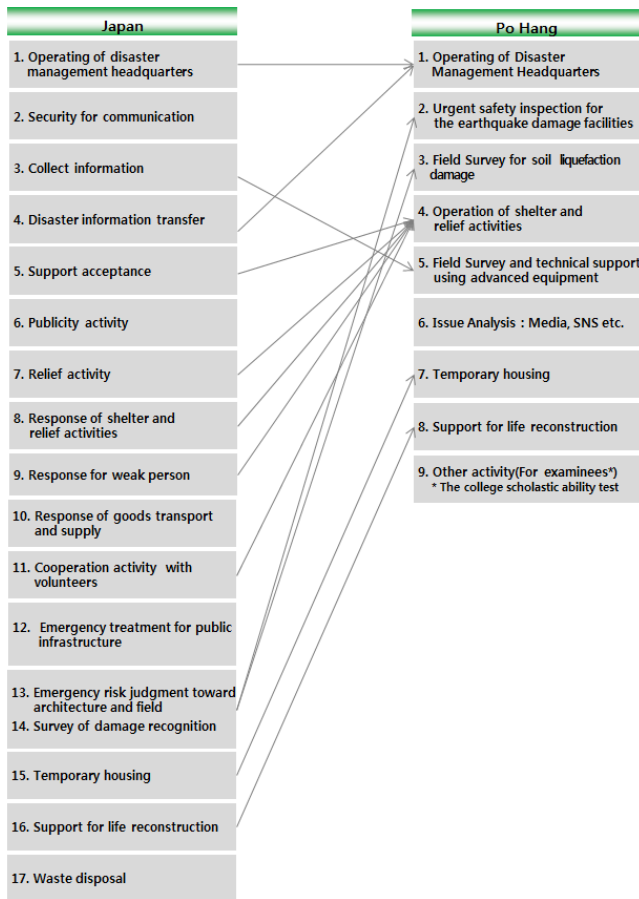 Japan
1. Operating of disaster
management headquarters
2. Security for communication
3. Collect information
4. Disaster information transfer
5. Support acceptance
6. Publicity activity
7. Relief activity
8. Response of shelter and
relief activities
9. Response for weak person
10. Response of goods transport
and supply
11. Cooperation activity with
volunteers
12. Emergency treatment for public
infrastructure
13. Emergency risk judgment toward
architecture and field
14. Survey of damage recognition
15. Temporary housing
16. Support for life reconstruction
17. Waste disposal
Po Hang
1. Operating of Disaster
Management Headquarters
2. Urgent safety inspection for
the earthquake damage facilities
3. Field Survey for soil liquefaction
damage
4. Operation of shelter and
relief activities
5. Field Survey and technical support
using advanced equipment
6. Issue Analysis : Media, SNS etc.
7. Temporary housing
8. Support for life reconstruction
9. Other activity(For examinees*)
* The college scholastic ability test